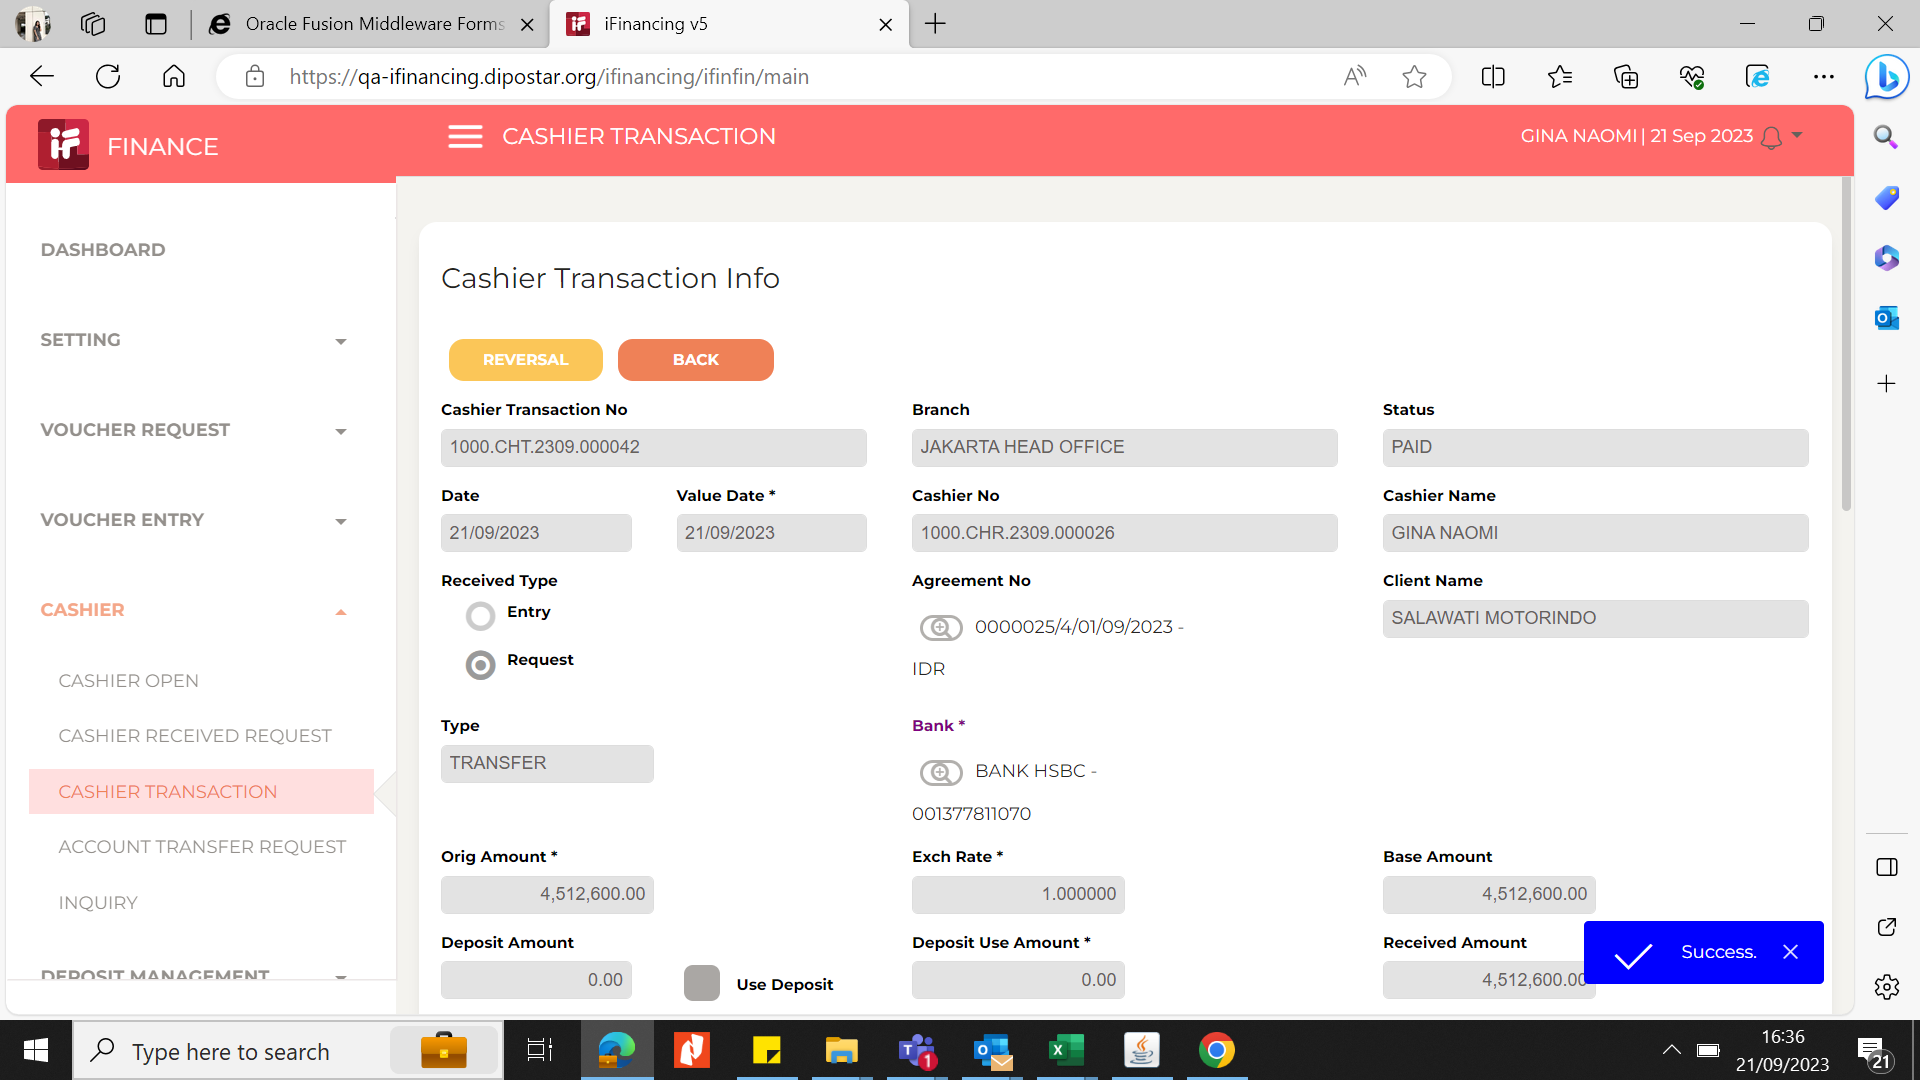 Oracle Fusion Middleware Forms
iFinancing v5
https://qa-ifinancing.dipostar.org/ifinancing/ifinfin/main
iF FINANCE
CASHIER TRANSACTION
GINA NAOMI | 21 Sep 2023
DASHBOARD
SETTING
VOUCHER REQUEST
VOUCHER ENTRY
CASHIER
CASHIER OPEN
CASHIER RECEIVED REQUEST
CASHIER TRANSACTION
ACCOUNT TRANSFER REQUEST
INQUIRY
DEPOSIT MANAGEMENT
Cashier Transaction Info
REVERSAL BACK
Cashier Transaction No Branch Status
1000.CHT.2309.000042 JAKARTA HEAD OFFICE PAID
Date Value Date * Cashier No Cashier Name
21/09/2023 21/09/2023 1000.CHR.2309.000026 GINA NAOMI
Received Type Agreement No Client Name
Entry
0000025/4/01/09/2023 - SALAWATI MOTORINDO
Request
IDR
Type Bank *
TRANSFER BANK HSBC -
001377811070
Orig Amount * Exch Rate * Base Amount
4,512,600.00 1.000000 4,512,600.00
Deposit Amount Deposit Use Amount * Received Amount
0.00 Use Deposit 0.00 4,512,600.00
Success.
Type here to search
1
16:36
21/09/2023
21